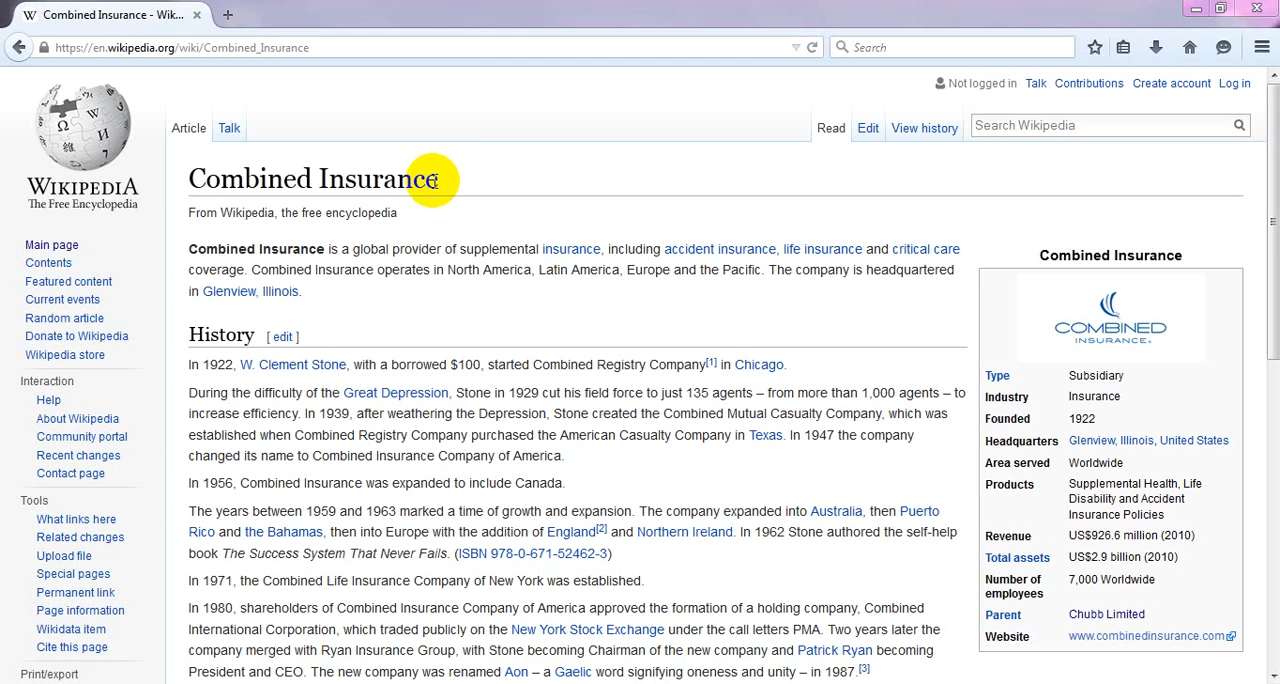 Combined Insurance - Wik...
https://en.wikipedia.org/wiki/Combined_Insurance
Search
Not logged in Talk Contributions Create account Log in
Article Talk
Read Edit View history
Search Wikipedia
WIKIPEDIA
The Free Encyclopedia
Main page
Contents
Featured content
Current events
Random article
Donate to Wikipedia
Wikipedia store
Interaction
Help
About Wikipedia
Community portal
Recent changes
Contact page
Tools
What links here
Related changes
Upload file
Special pages
Permanent link
Page information
Wikidata item
Cite this page
Print/export
Combined Insurance
From Wikipedia, the free encyclopedia
Combined Insurance is a global provider of supplemental insurance, including accident insurance, life insurance and critical care
coverage. Combined Insurance operates in North America, Latin America, Europe and the Pacific. The company is headquartered
in Glenview, Illinois.
History [ edit ]
In 1922, W. Clement Stone, with a borrowed $100, started Combined Registry Company[1] in Chicago.
During the difficulty of the Great Depression, Stone in 1929 cut his field force to just 135 agents – from more than 1,000 agents – to
increase efficiency. In 1939, after weathering the Depression, Stone created the Combined Mutual Casualty Company, which was
established when Combined Registry Company purchased the American Casualty Company in Texas. In 1947 the company
changed its name to Combined Insurance Company of America.
In 1956, Combined Insurance was expanded to include Canada.
The years between 1959 and 1963 marked a time of growth and expansion. The company expanded into Australia, then Puerto
Rico and the Bahamas, then into Europe with the addition of England[2] and Northern Ireland. In 1962 Stone authored the self-help
book The Success System That Never Fails. (ISBN 978-0-671-52462-3)
In 1971, the Combined Life Insurance Company of New York was established.
In 1980, shareholders of Combined Insurance Company of America approved the formation of a holding company, Combined
International Corporation, which traded publicly on the New York Stock Exchange under the call letters PMA. Two years later the
company merged with Ryan Insurance Group, with Stone becoming Chairman of the new company and Patrick Ryan becoming
President and CEO. The new company was renamed Aon – a Gaelic word signifying oneness and unity – in 1987.[3]
Combined Insurance
COMBINED
INSURANCE®
Type Subsidiary
Industry Insurance
Founded 1922
Headquarters Glenview, Illinois, United States
Area served Worldwide
Products Supplemental Health, Life
Disability and Accident
Insurance Policies
Revenue US$926.6 million (2010)
Total assets US$2.9 billion (2010)
Number of 7,000 Worldwide
employees
Parent Chubb Limited
Website www.combinedinsurance.com